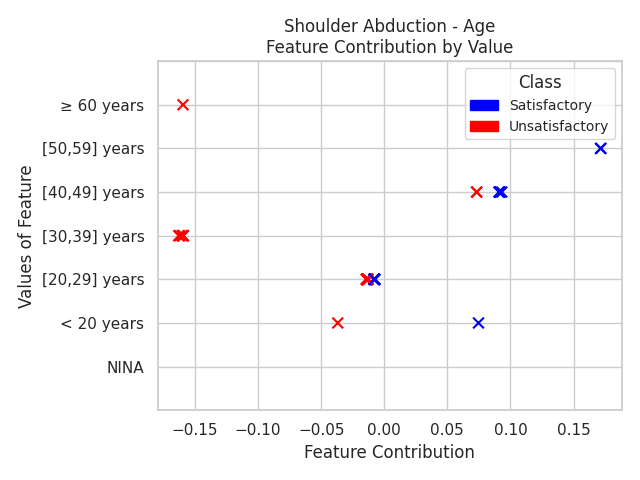 Shoulder Abduction - Age
Feature Contribution by Value
Class
Satisfactory
Unsatisfactory
Values of Feature
≥ 60 years
[50,59] years
[40,49] years
[30,39] years
[20,29] years
< 20 years
NINA
−0.15 −0.10 −0.05 0.00 0.05 0.10 0.15
Feature Contribution